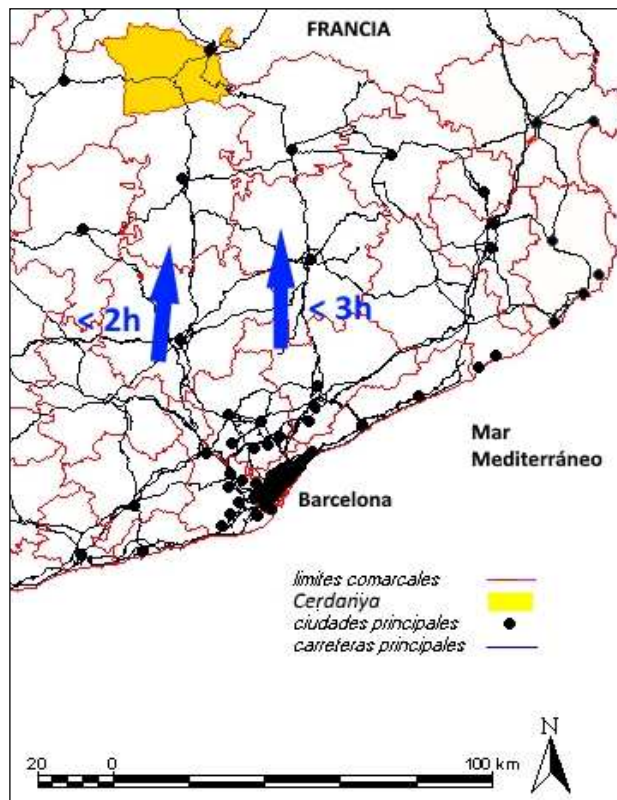 FRANCIA
< 2h
< 3h
Mar
Mediterráneo
Barcelona
límites comarcales
Cerdanya
ciudades principales
carreteras principales
N
20 0 100 km